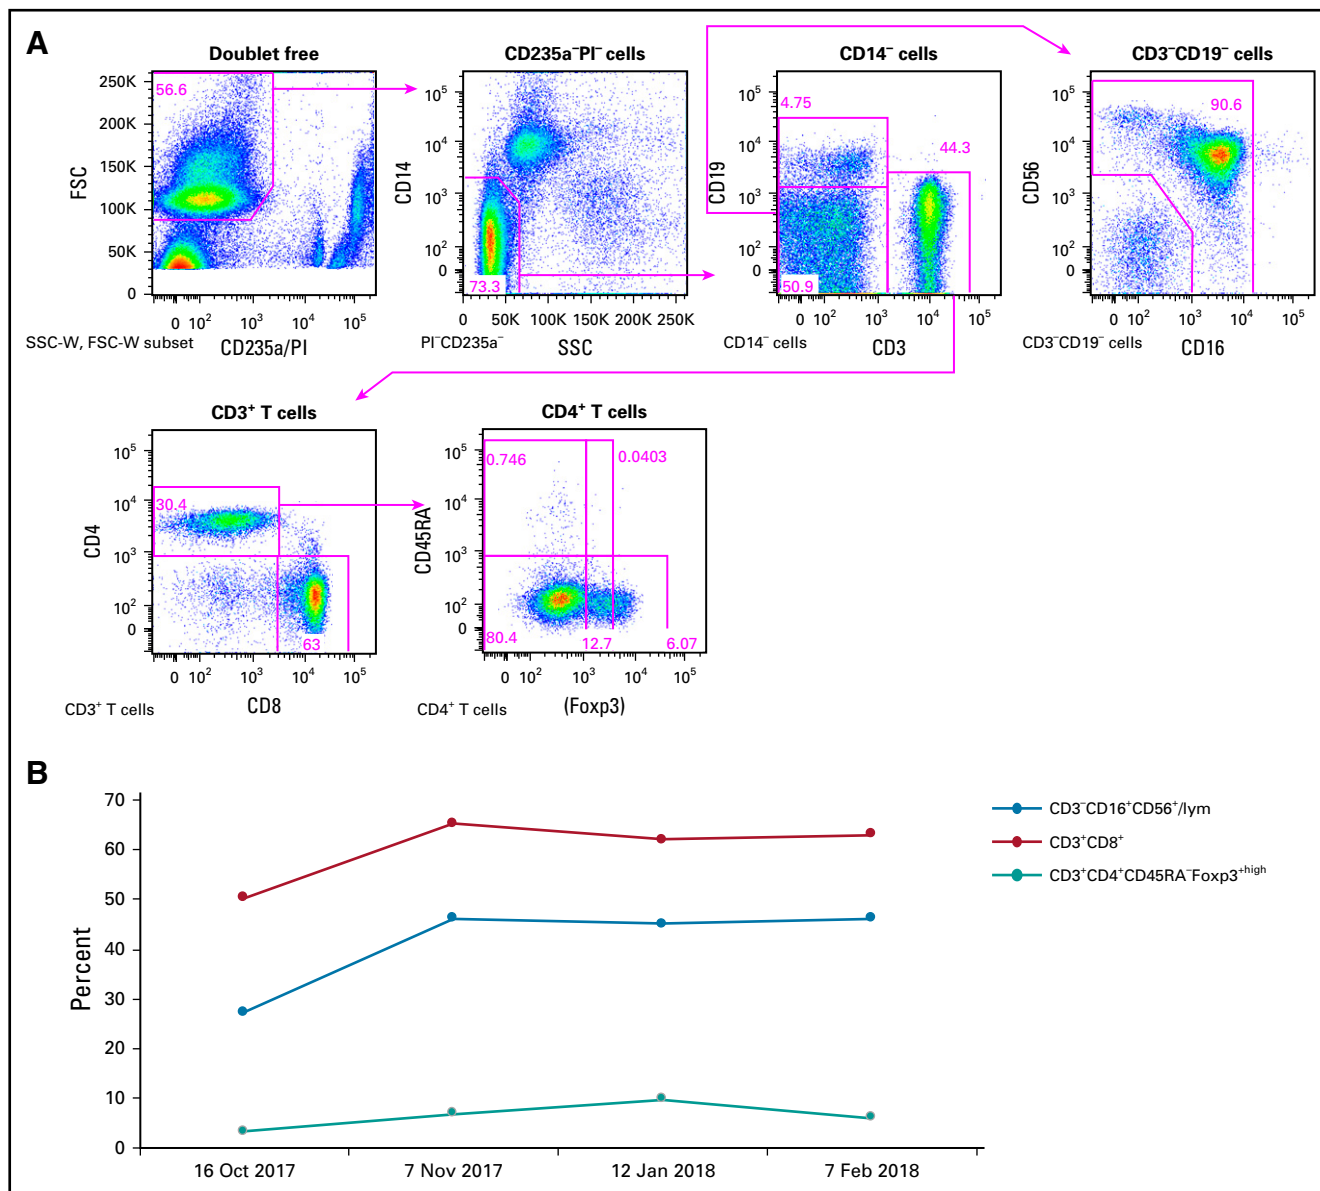 A
Doublet free
CD235a⁻PI⁻ cells
CD14⁻ cells
CD3⁻CD19⁻ cells
250K
200K
150K
100K
50K
0
FSC
56.6
0 10² 10³ 10⁴ 10⁵
SSC-W, FSC-W subset
CD235a/PI
10⁵
10⁴
10³
10²
0
CD14
73.3
0 50K 100K 150K 200K 250K
PI⁻CD235a⁻
SSC
10⁵
10⁴
10³
10²
0
CD19
4.75
44.3
50.9
0 10² 10³ 10⁴ 10⁵
CD14⁻ cells
CD3
10⁵
10⁴
10³
10²
0
CD56
90.6
0 10² 10³ 10⁴ 10⁵
CD3⁻CD19⁻ cells
CD16
CD3⁺ T cells
CD4⁺ T cells
10⁵
10⁴
10³
10²
0
CD4
30.4
63
0 10² 10³ 10⁴ 10⁵
CD3⁺ T cells
CD8
10⁵
10⁴
10³
10²
0
CD45RA
0.746
0.0403
80.4
12.7
6.07
0 10² 10³ 10⁴ 10⁵
CD4⁺ T cells
(Foxp3)
B
70
60
50
40
30
20
10
0
Percent
16 Oct 2017
7 Nov 2017
12 Jan 2018
7 Feb 2018
CD3⁻CD16⁺CD56⁺/lym
CD3⁺CD8⁺
CD3⁺CD4⁺CD45RA⁻Foxp3⁺ʰⁱᵍʰ